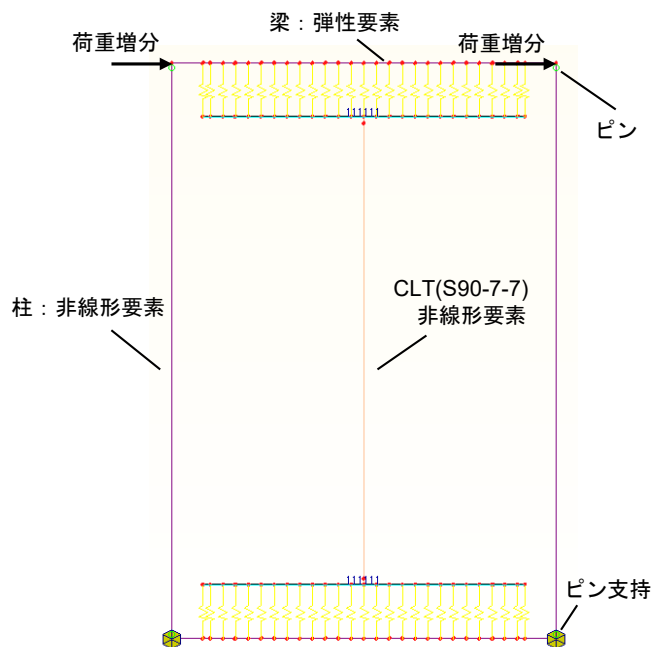 梁：弾性要素
荷重増分
荷重増分
ピン
111111
柱：非線形要素
CLT(S90-7-7)
非線形要素
111111
ピン支持